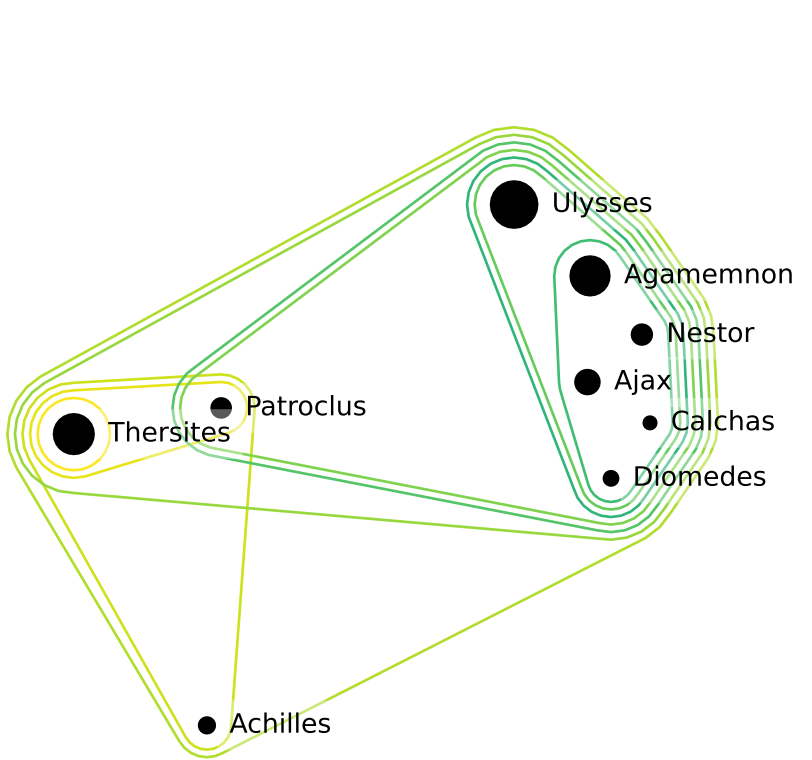 Ulysses
Agamemnon
Nestor
Ajax
Patroclus
Calchas
Thersites
Diomedes
Achilles